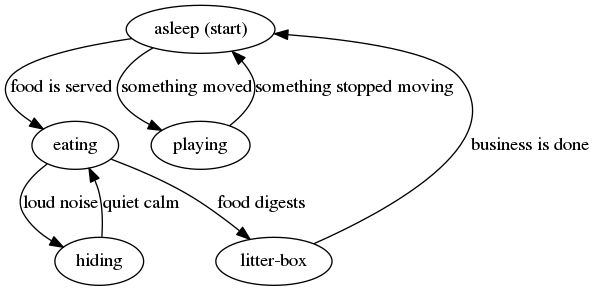 asleep (start)
food is served
something moved
something stopped moving
eating
playing
business is done
loud noise
quiet calm
food digests
hiding
litter-box